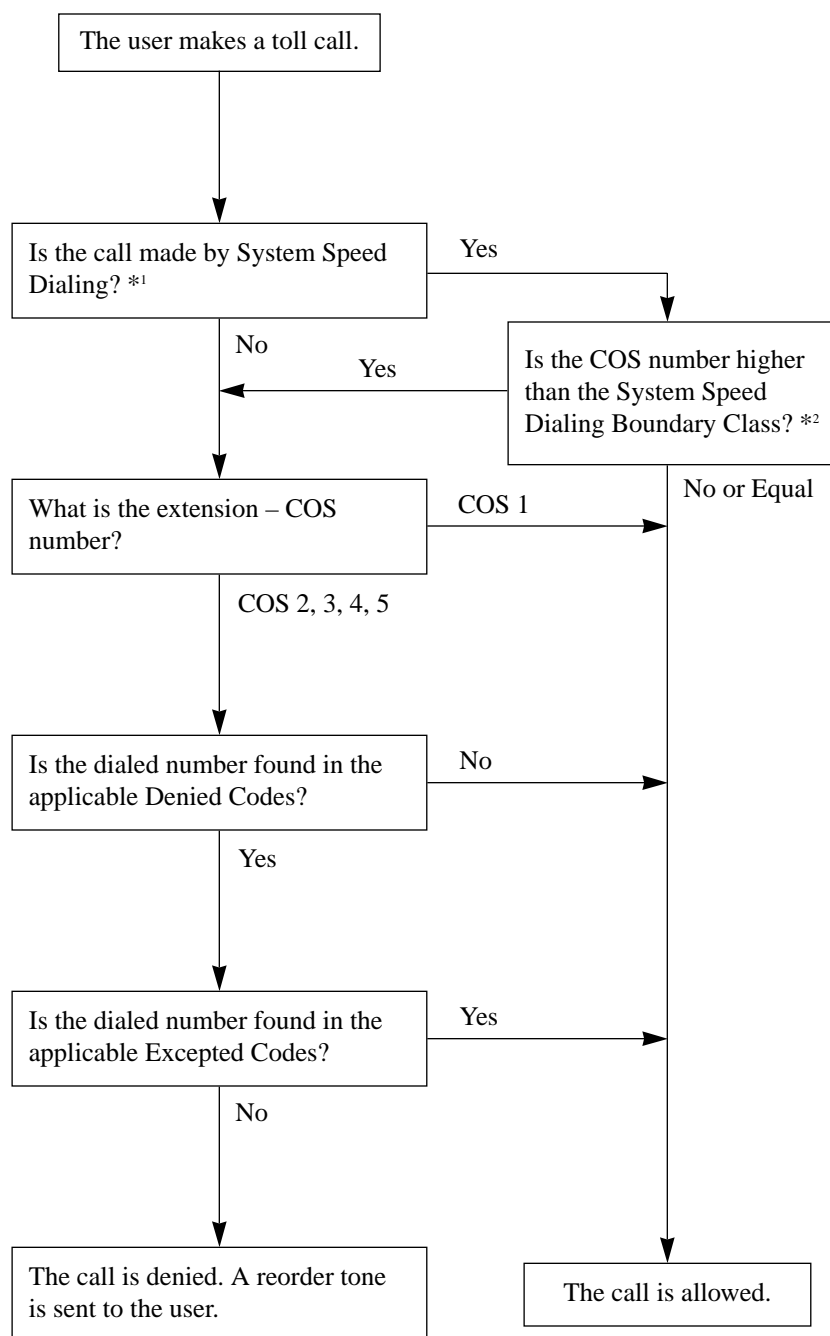 The user makes a toll call.
Is the call made by System Speed
Dialing? *1
Yes
No
Is the COS number higher
than the System Speed
Dialing Boundary Class? *2
Yes
No or Equal
What is the extension – COS
number?
COS 1
COS 2, 3, 4, 5
Is the dialed number found in the
applicable Denied Codes?
No
Yes
Is the dialed number found in the
applicable Excepted Codes?
Yes
No
The call is denied. A reorder tone
is sent to the user.
The call is allowed.